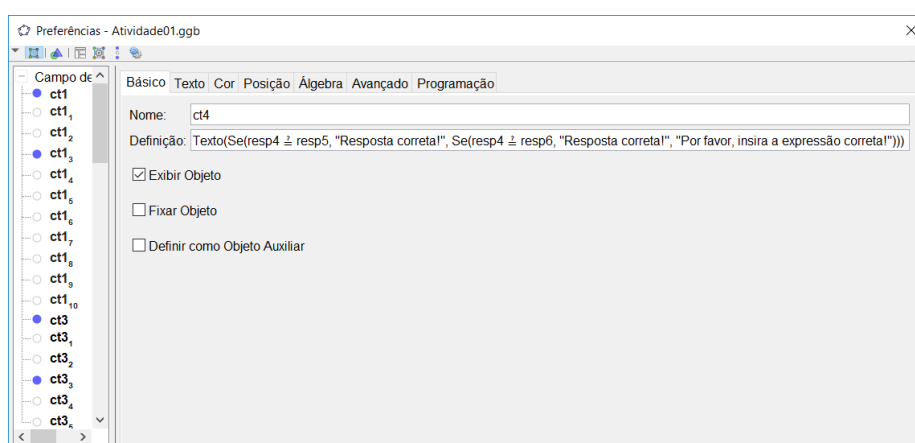 Preferências - Atividade01.ggb
Campo de
ct1
ct1₁
ct1₂
ct1₃
ct1₄
ct1₆
ct1₆
ct1₇
ct1₈
ct1₉
ct1₁₀
ct3
ct3₁
ct3₂
ct3₃
ct3₄
ct3₅
Básico Texto Cor Posição Álgebra Avançado Programação
Nome: ct4
Definição: Texto(Se(resp4 ≟ resp5, "Resposta correta!", Se(resp4 ≟ resp6, "Resposta correta!", "Por favor, insira a expressão correta!")))
Exibir Objeto
Fixar Objeto
Definir como Objeto Auxiliar